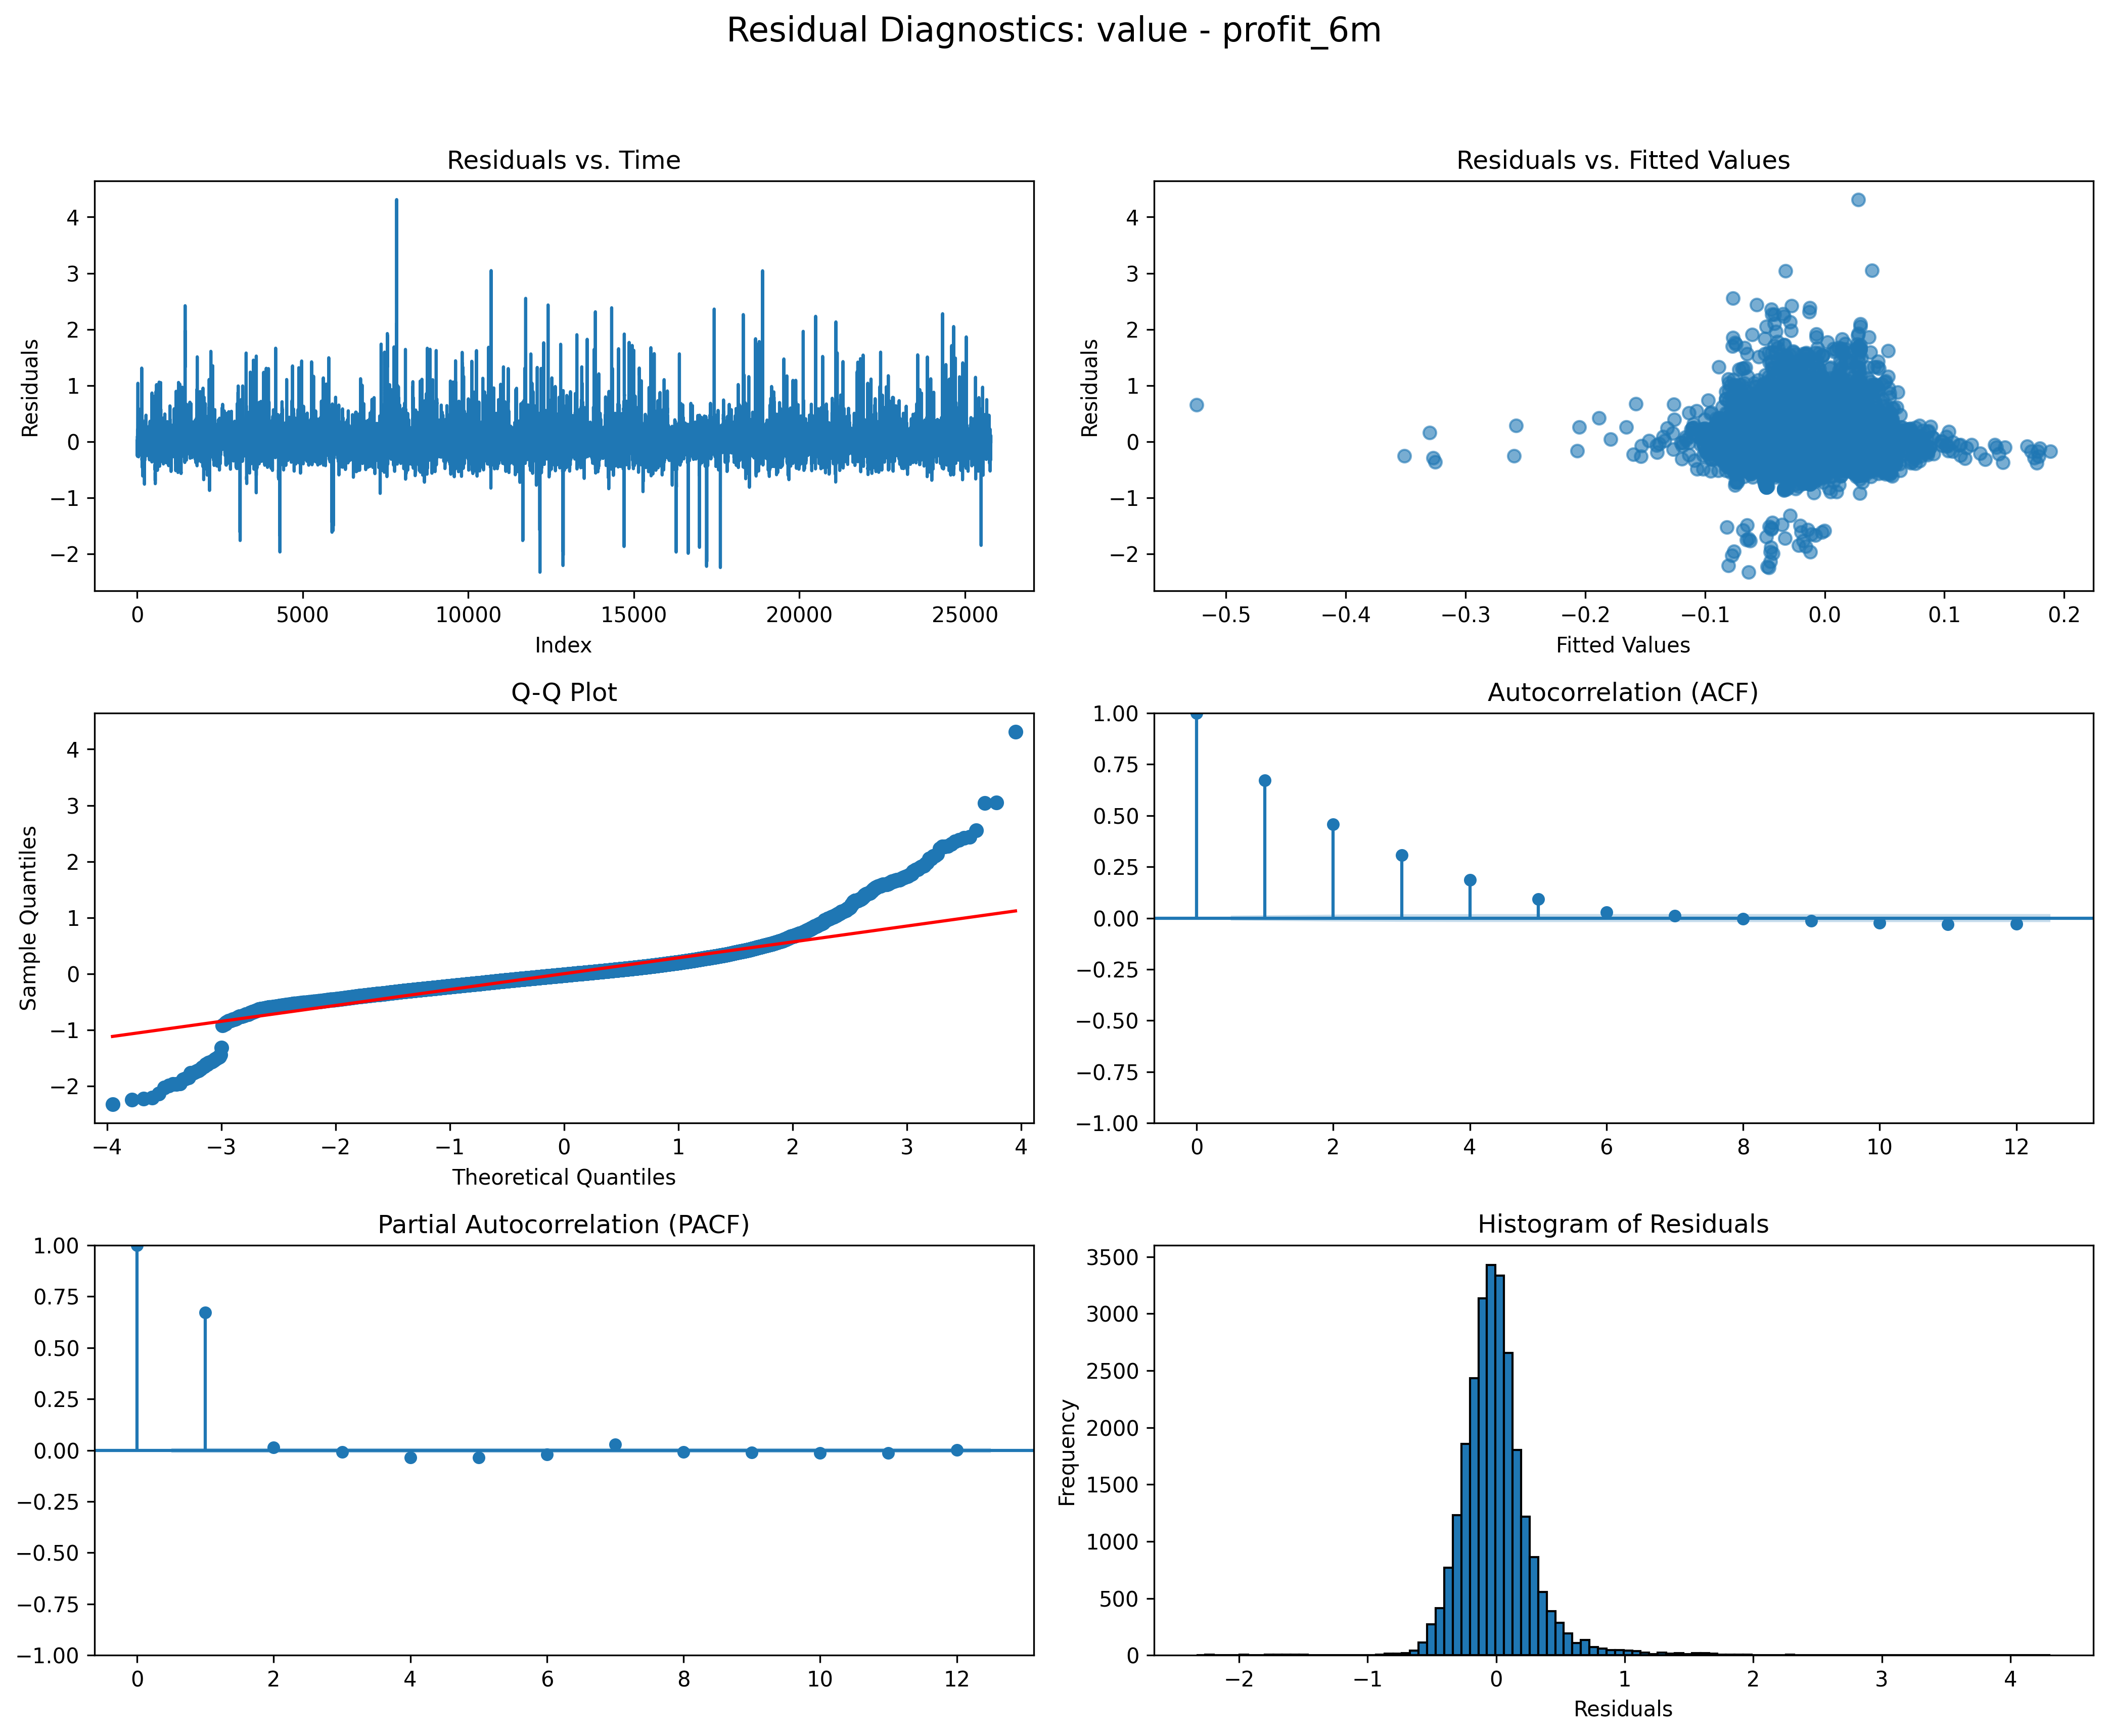 Residual Diagnostics: value - profit_6m
Residuals vs. Time
Residuals
4
3
2
1
0
−1
−2
0 5000 10000 15000 20000 25000
Index
Residuals vs. Fitted Values
Residuals
4
3
2
1
0
−1
−2
−0.5 −0.4 −0.3 −0.2 −0.1 0.0 0.1 0.2
Fitted Values
Q-Q Plot
Sample Quantiles
4
3
2
1
0
−1
−2
−4 −3 −2 −1 0 1 2 3 4
Theoretical Quantiles
Autocorrelation (ACF)
1.00
0.75
0.50
0.25
0.00
−0.25
−0.50
−0.75
−1.00
0 2 4 6 8 10 12
Partial Autocorrelation (PACF)
1.00
0.75
0.50
0.25
0.00
−0.25
−0.50
−0.75
−1.00
0 2 4 6 8 10 12
Histogram of Residuals
Frequency
3500
3000
2500
2000
1500
1000
500
0
−2 −1 0 1 2 3 4
Residuals